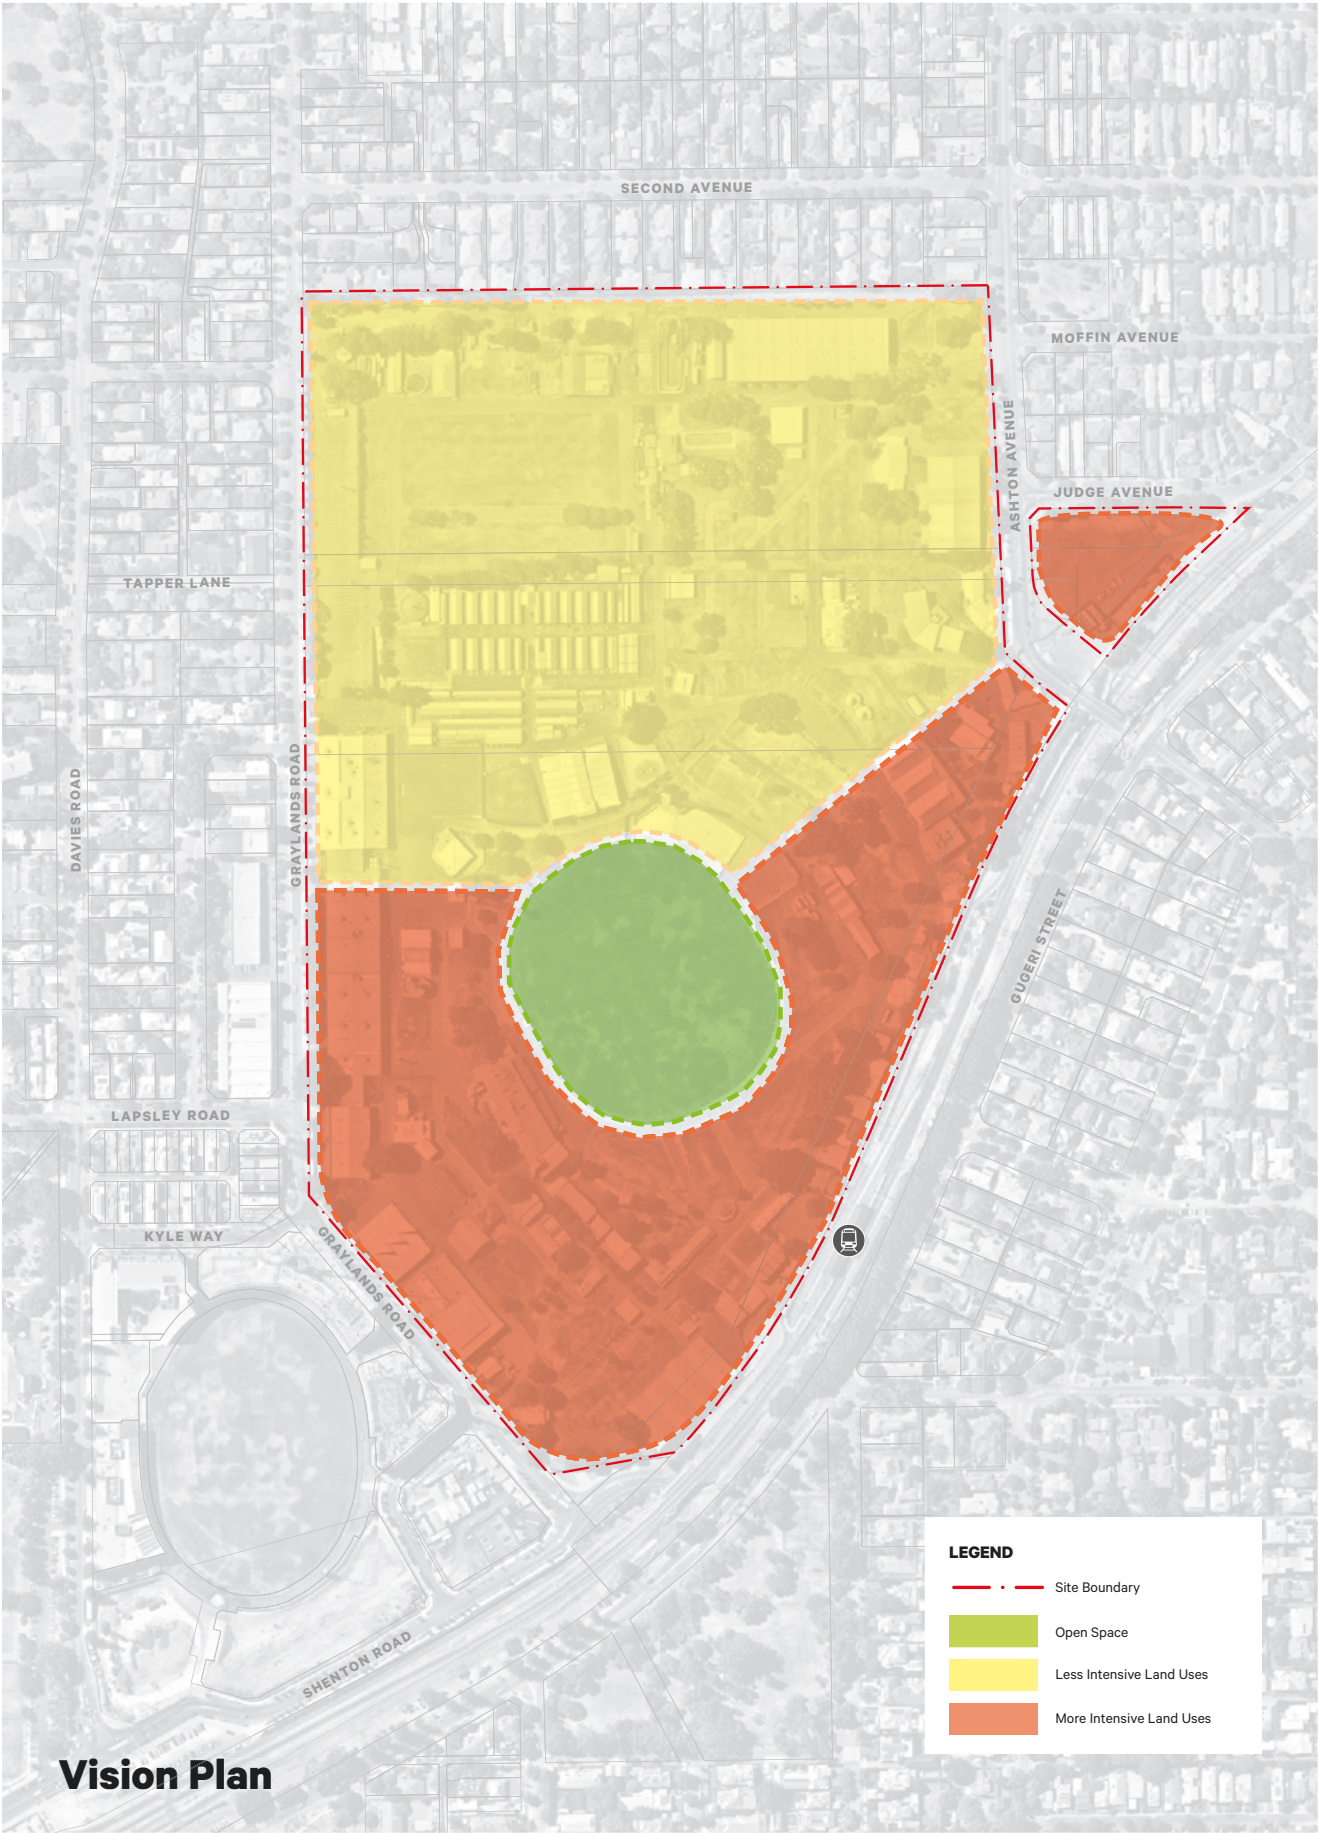 SECOND AVENUE
MOFFIN AVENUE
ASHTON AVENUE
JUDGE AVENUE
TAPPER LANE
DAVIES ROAD
GRAYLANDS ROAD
GUGERI STREET
LAPSLEY ROAD
KYLE WAY
GRAYLANDS ROAD
SHENTON ROAD
LEGEND
Site Boundary
Open Space
Less Intensive Land Uses
More Intensive Land Uses
Vision Plan